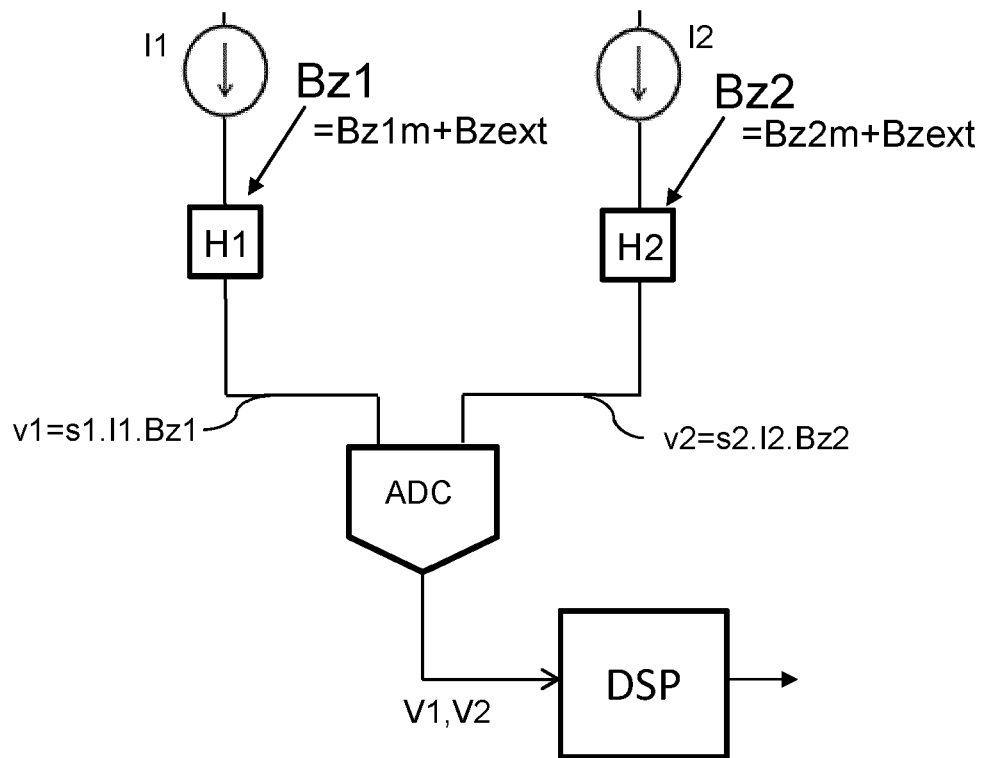 I1
Bz1
=Bz1m+Bzext
I2
Bz2
=Bz2m+Bzext
H1
H2
v1=s1.I1.Bz1
v2=s2.I2.Bz2
ADC
V1,V2
DSP